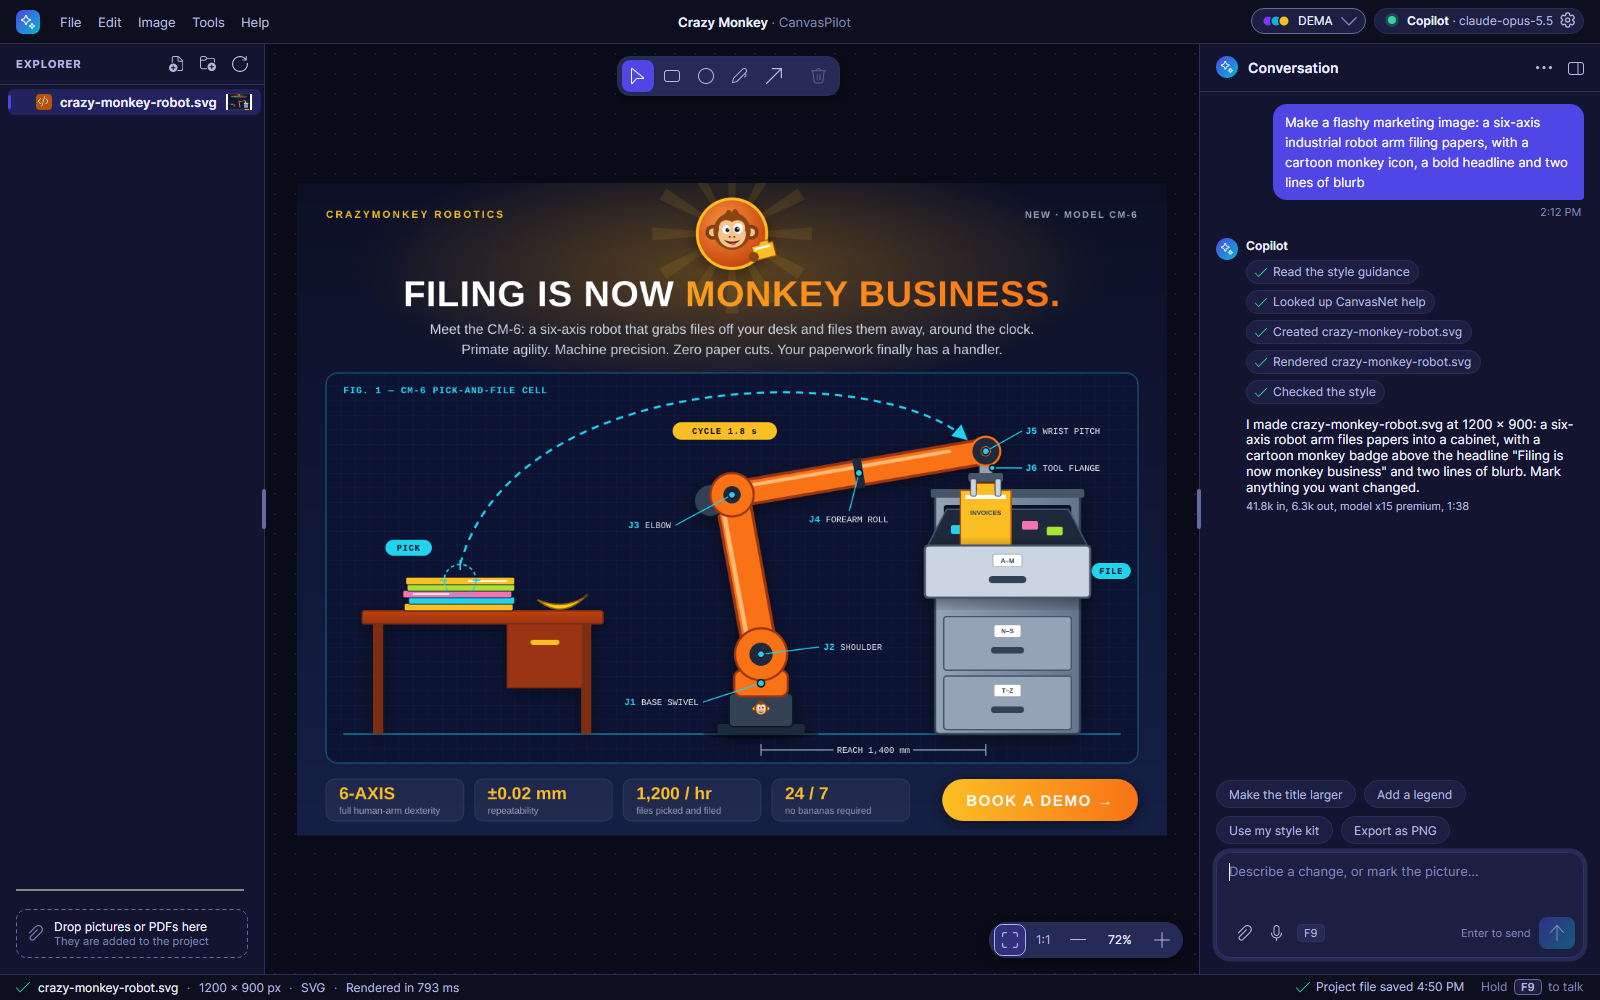 File Edit Image Tools Help
Crazy Monkey · CanvasPilot
DEMA
Copilot · claude-opus-5.5
EXPLORER
crazy-monkey-robot.svg
Drop pictures or PDFs here
They are added to the project
CRAZYMONKEY ROBOTICS
NEW · MODEL CM-6
FILING IS NOW MONKEY BUSINESS.
Meet the CM-6: a six-axis robot that grabs files off your desk and files them away, around the clock.
Primate agility. Machine precision. Zero paper cuts. Your paperwork finally has a handler.
FIG. 1 — CM-6 PICK-AND-FILE CELL
CYCLE 1.8 s
J5 WRIST PITCH
J6 TOOL FLANGE
J4 FOREARM ROLL
J3 ELBOW
INVOICES
PICK
A–M
FILE
N–S
J2 SHOULDER
T–Z
J1 BASE SWIVEL
REACH 1,400 mm
6-AXIS
full human-arm dexterity
±0.02 mm
repeatability
1,200 / hr
files picked and filed
24 / 7
no bananas required
BOOK A DEMO →
1:1
72%
Conversation
Make a flashy marketing image: a six-axis
industrial robot arm filing papers, with a
cartoon monkey icon, a bold headline and two
lines of blurb
2:12 PM
Copilot
Read the style guidance
Looked up CanvasNet help
Created crazy-monkey-robot.svg
Rendered crazy-monkey-robot.svg
Checked the style
I made crazy-monkey-robot.svg at 1200 × 900: a six-
axis robot arm files papers into a cabinet, with a
cartoon monkey badge above the headline "Filing is
now monkey business" and two lines of blurb. Mark
anything you want changed.
41.8k in, 6.3k out, model x15 premium, 1:38
Make the title larger
Add a legend
Use my style kit
Export as PNG
Describe a change, or mark the picture...
F9
Enter to send
crazy-monkey-robot.svg · 1200 × 900 px · SVG · Rendered in 793 ms
Project file saved 4:50 PM
Hold F9 to talk